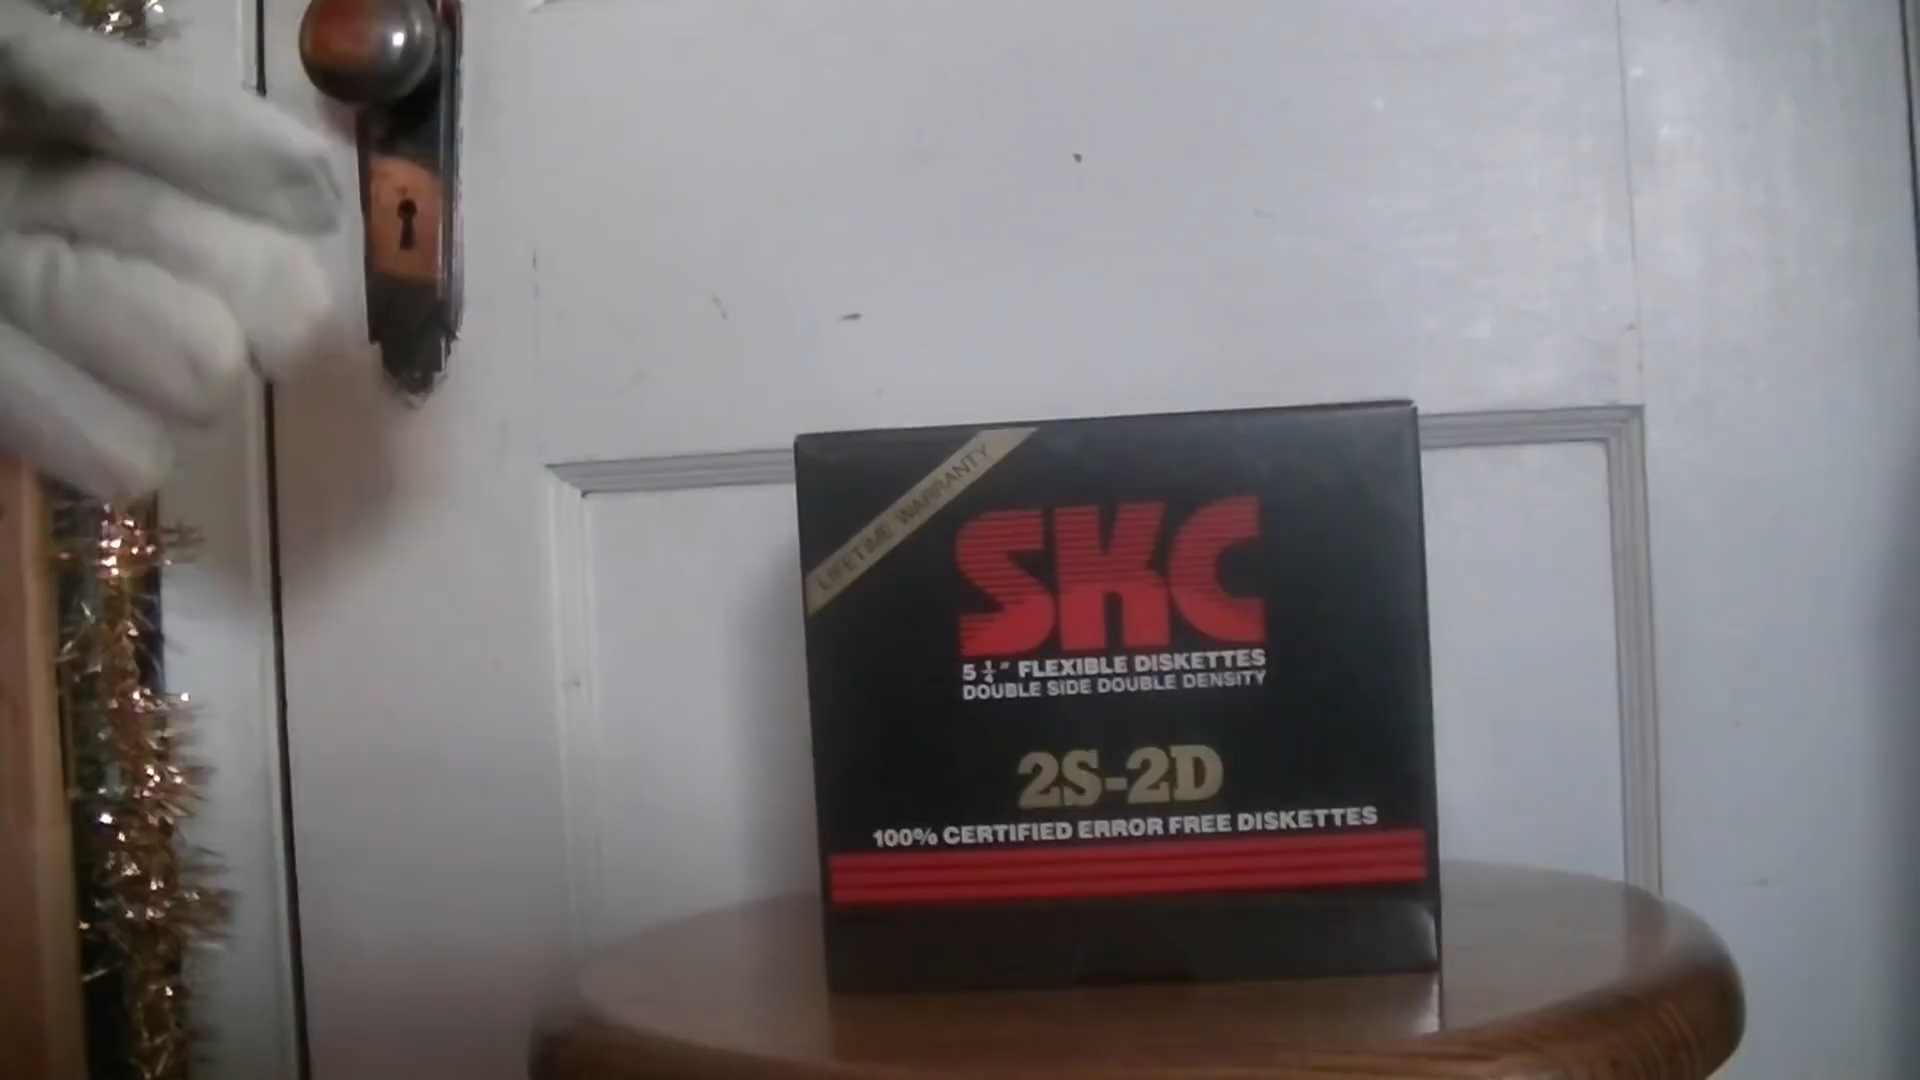 LIFETIME WARRANTY
SKC
5 1/4" FLEXIBLE DISKETTES
DOUBLE SIDE DOUBLE DENSITY
2S-2D
100% CERTIFIED ERROR FREE DISKETTES